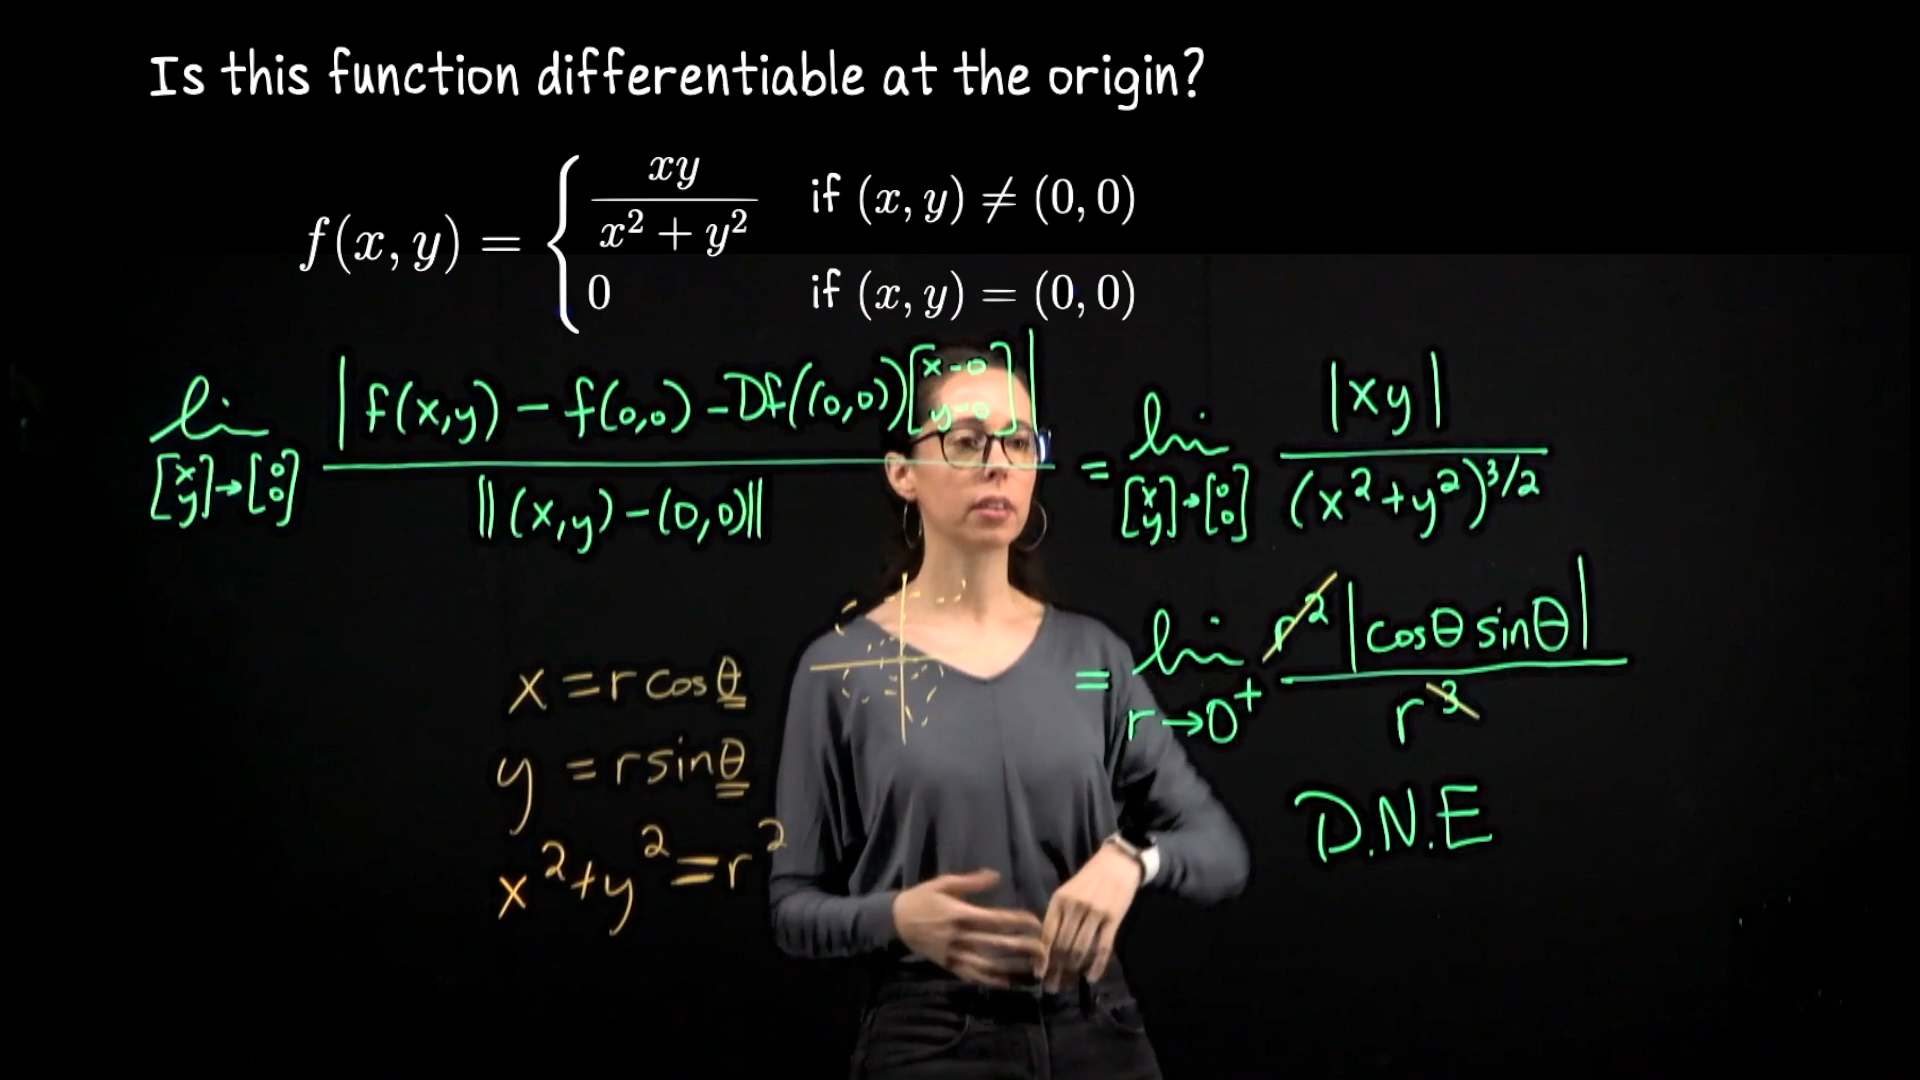 Is this function differentiable at the origin?
f(x, y) = { xy / (x² + y²) if (x, y) ≠ (0, 0)
0 if (x, y) = (0, 0)
lim [x y]→[0 0] |f(x,y) − f(0,0) − Df((0,0))[x−0 y−0]| / ||(x,y)−(0,0)|| = lim [x y]→[0 0] |xy| / (x²+y²)^3/2
= lim r→0⁺ r²|cosθ sinθ| / r³
x = r cosθ
y = r sinθ
D.N.E
x²+y² = r²